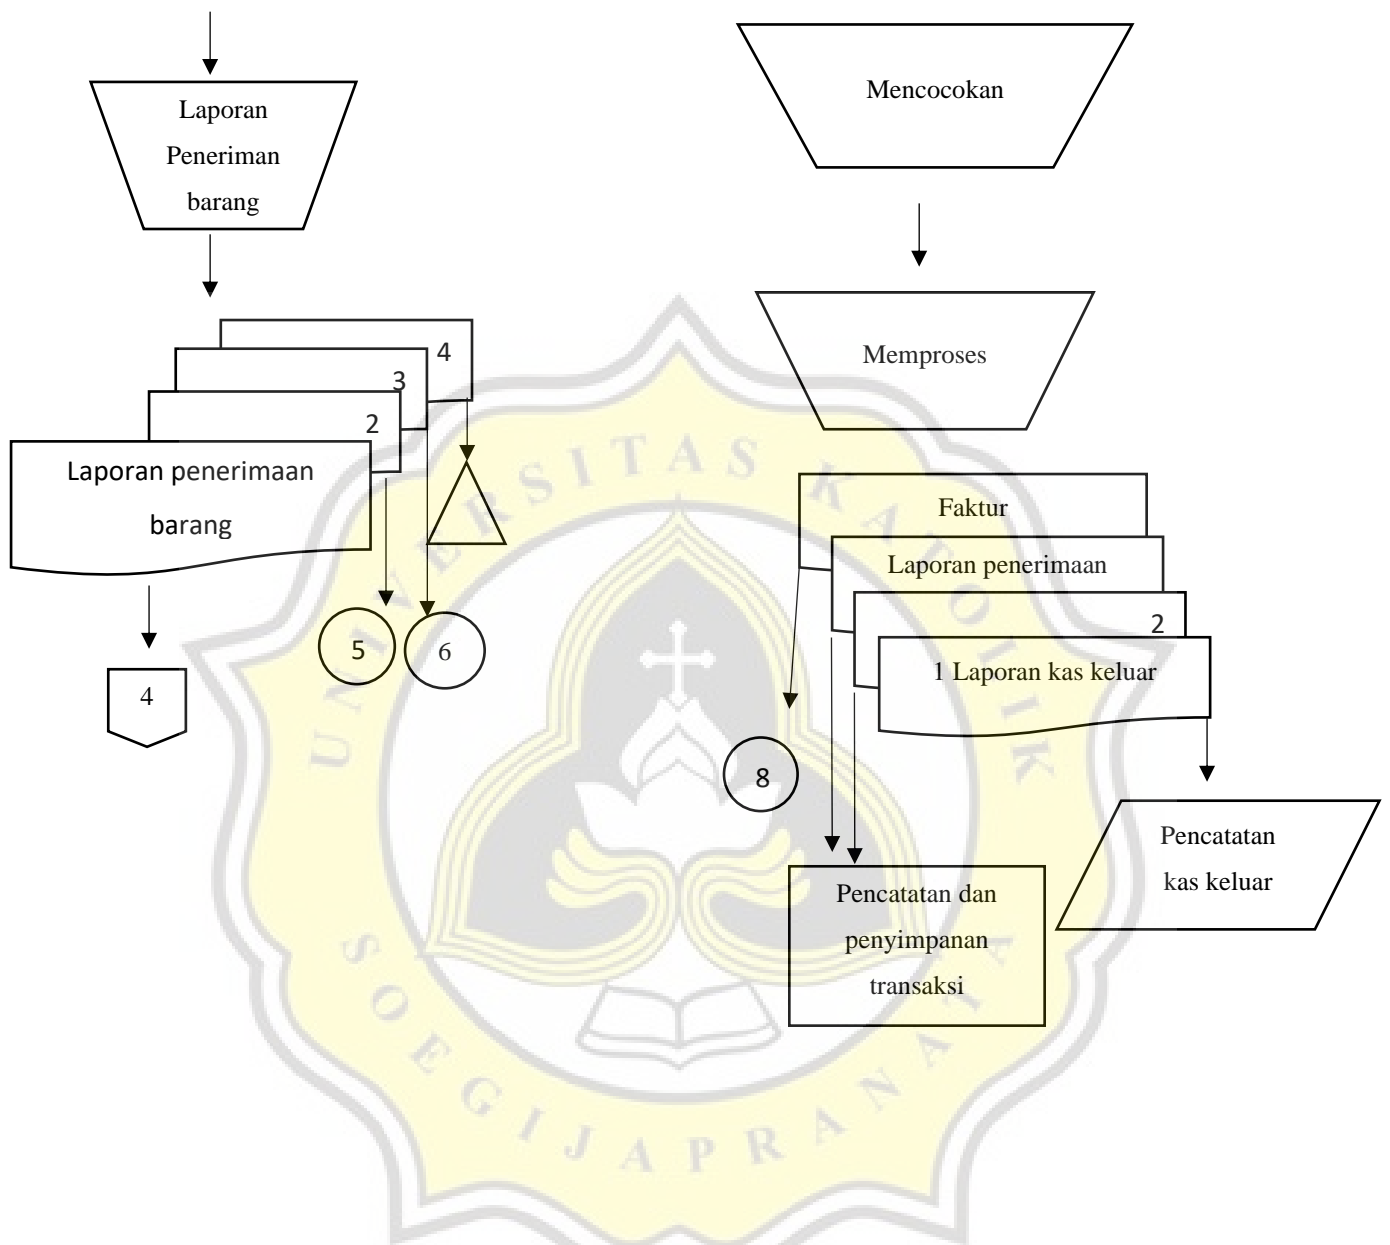 Laporan
Peneriman
barang
4
3
2
Laporan penerimaan
barang
5
6
4
Mencocokan
Memproses
Faktur
Laporan penerimaan
2
1 Laporan kas keluar
8
Pencatatan
kas keluar
Pencatatan dan
penyimpanan
transaksi
UNIVERSITAS KATOLIK
SOEGIJAPRANATA